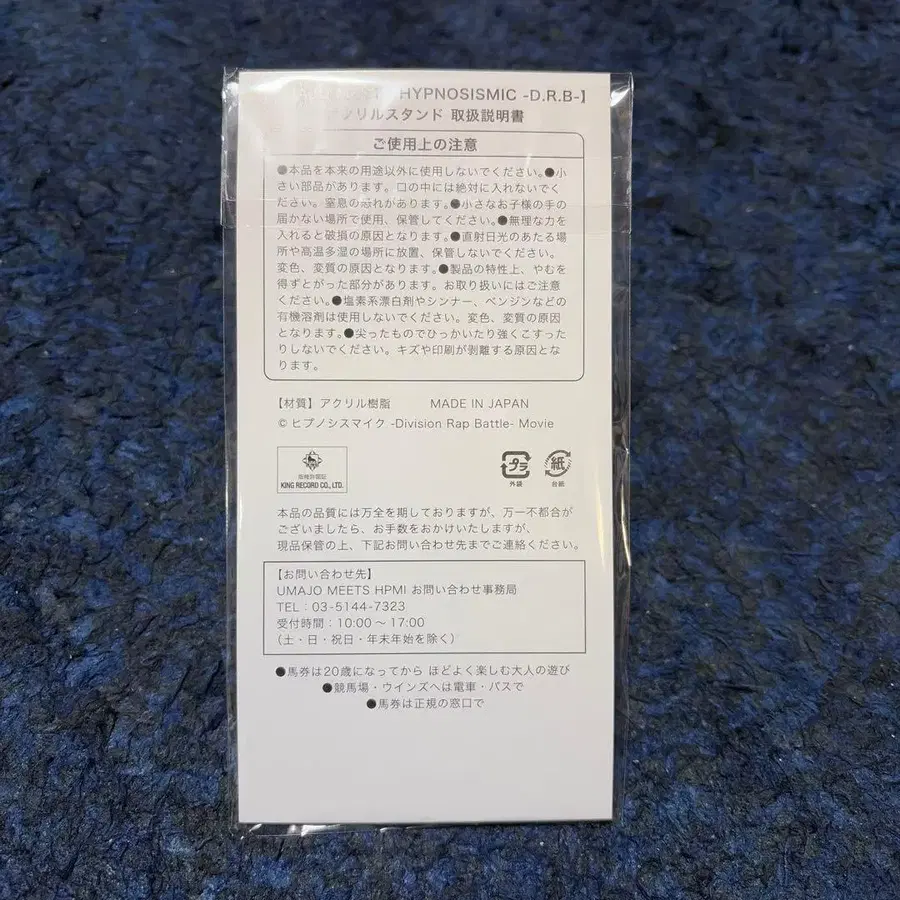 HYPNOSISMIC -D.R.B-】
アクリルスタンド 取扱説明書
ご使用上の注意
●本品を本来の用途以外に使用しないでください。●小
さい部品があります。口の中には絶対に入れないでく
ださい。窒息の恐れがあります。●小さなお子様の手の
届かない場所で使用、保管してください。●無理な力を
入れると破損の原因となります。●直射日光のあたる場
所や高温多湿の場所に放置、保管しないでください。
変色、変質の原因となります。●製品の特性上、やむを
得ずとがった部分があります。お取り扱いにはご注意
ください。●塩素系漂白剤やシンナー、ベンジンなどの
有機溶剤は使用しないでください。変色、変質の原因
となります。●尖ったものでひっかいたり強くこすった
りしないでください。キズや印刷が剥離する原因とな
ります。
【材質】アクリル樹脂 MADE IN JAPAN
© ヒプノシスマイク -Division Rap Battle- Movie
商標許諾証
KING RECORD CO., LTD.
プラ
外袋
紙
台紙
本品の品質には万全を期しておりますが、万一不都合が
ございましたら、お手数をおかけいたしますが、
現品保管の上、下記お問い合わせ先までご連絡ください。
【お問い合わせ先】
UMAJO MEETS HPMI お問い合わせ事務局
TEL：03-5144-7323
受付時間：10:00～17:00
（土・日・祝日・年末年始を除く）
●馬券は20歳になってから ほどよく楽しむ大人の遊び
●競馬場・ウインズへは電車・バスで
●馬券は正規の窓口で